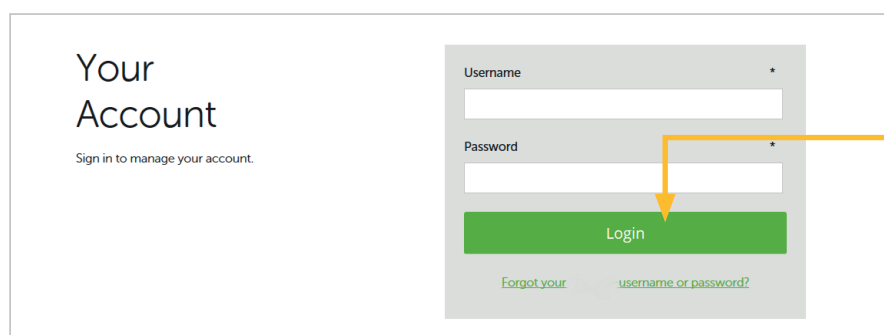 Your
Account
Sign in to manage your account.
Username *
Password *
Login
Forgot your username or password?